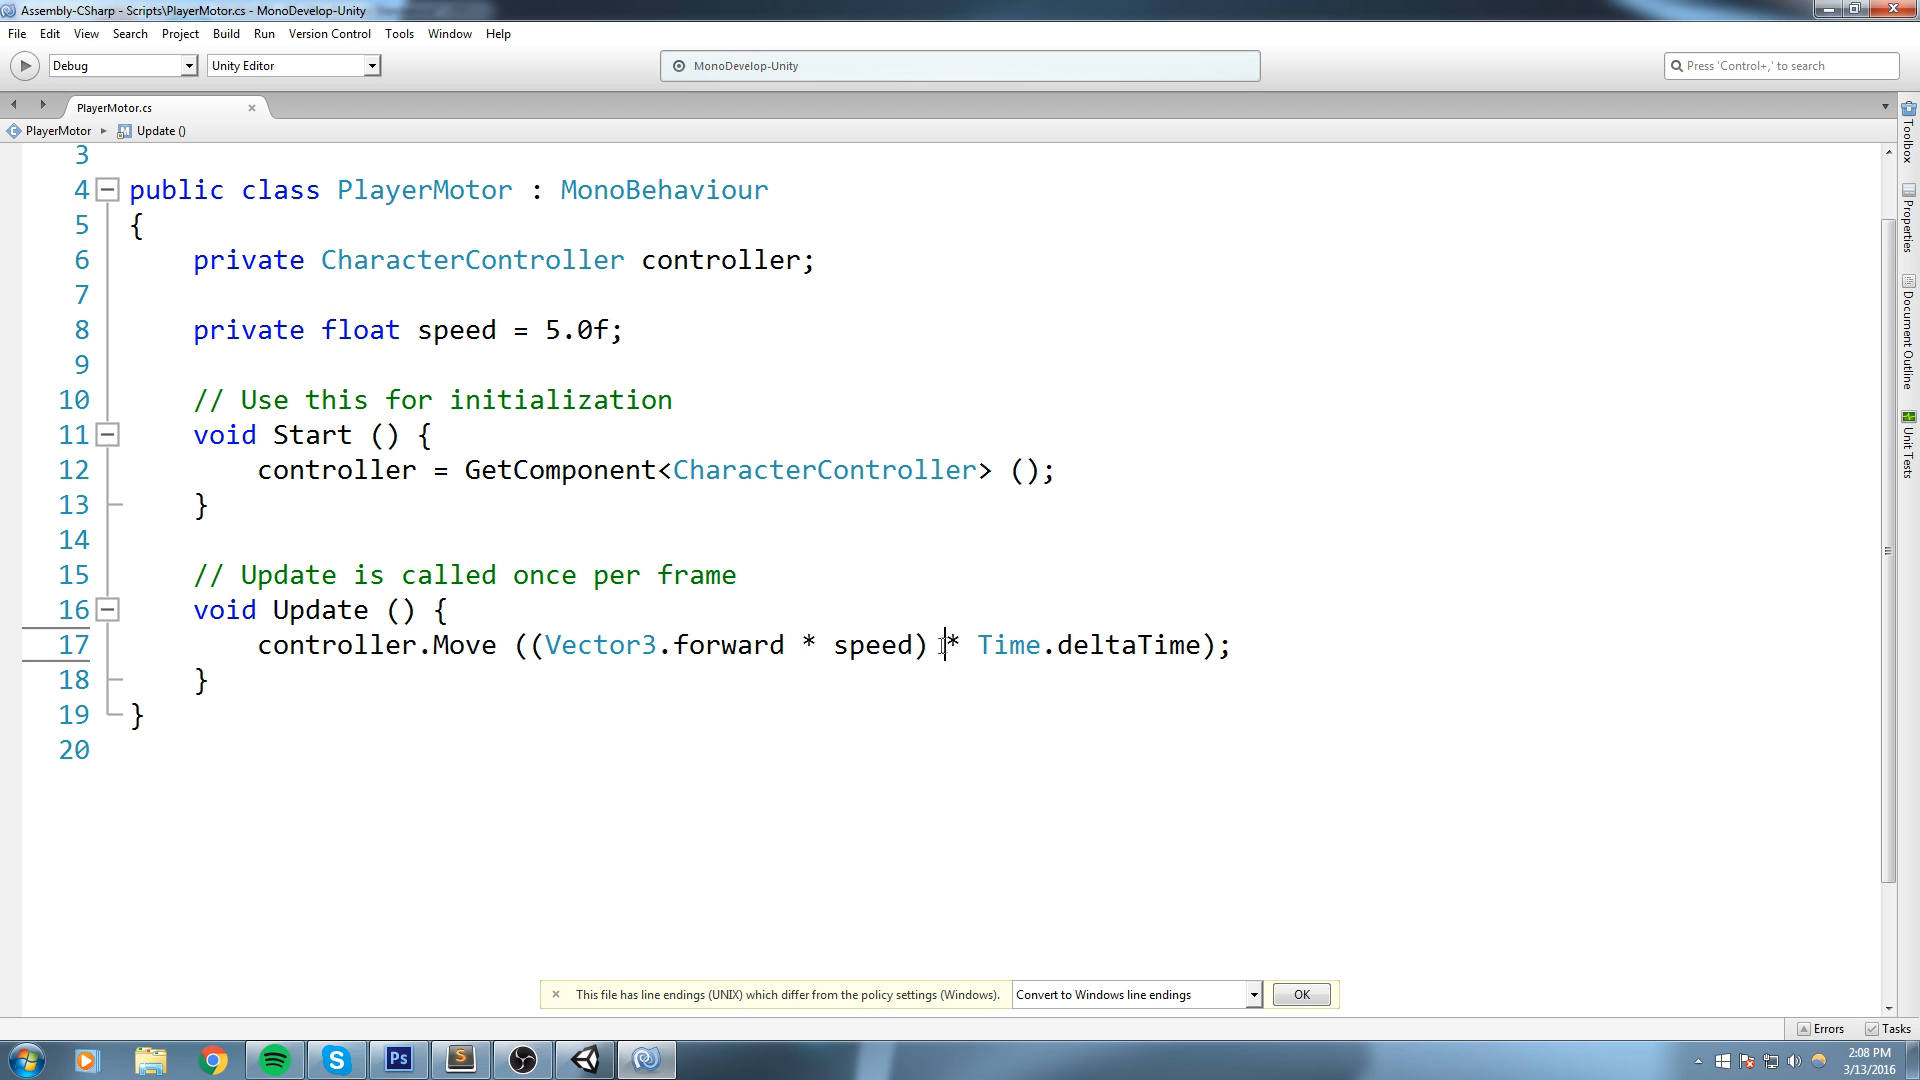 Assembly-CSharp - Scripts\PlayerMotor.cs - MonoDevelop-Unity
File Edit View Search Project Build Run Version Control Tools Window Help
Debug Unity Editor MonoDevelop-Unity Press 'Control+,' to search
PlayerMotor.cs
PlayerMotor Update ()
3
4 public class PlayerMotor : MonoBehaviour
5 {
6 private CharacterController controller;
7
8 private float speed = 5.0f;
9
10 // Use this for initialization
11 void Start () {
12 controller = GetComponent<CharacterController> ();
13 }
14
15 // Update is called once per frame
16 void Update () {
17 controller.Move ((Vector3.forward * speed) * Time.deltaTime);
18 }
19 }
20
Toolbox
Properties
Document Outline
Unit Tests
This file has line endings (UNIX) which differ from the policy settings (Windows). Convert to Windows line endings OK
Errors Tasks
Ps S
2:08 PM
3/13/2016